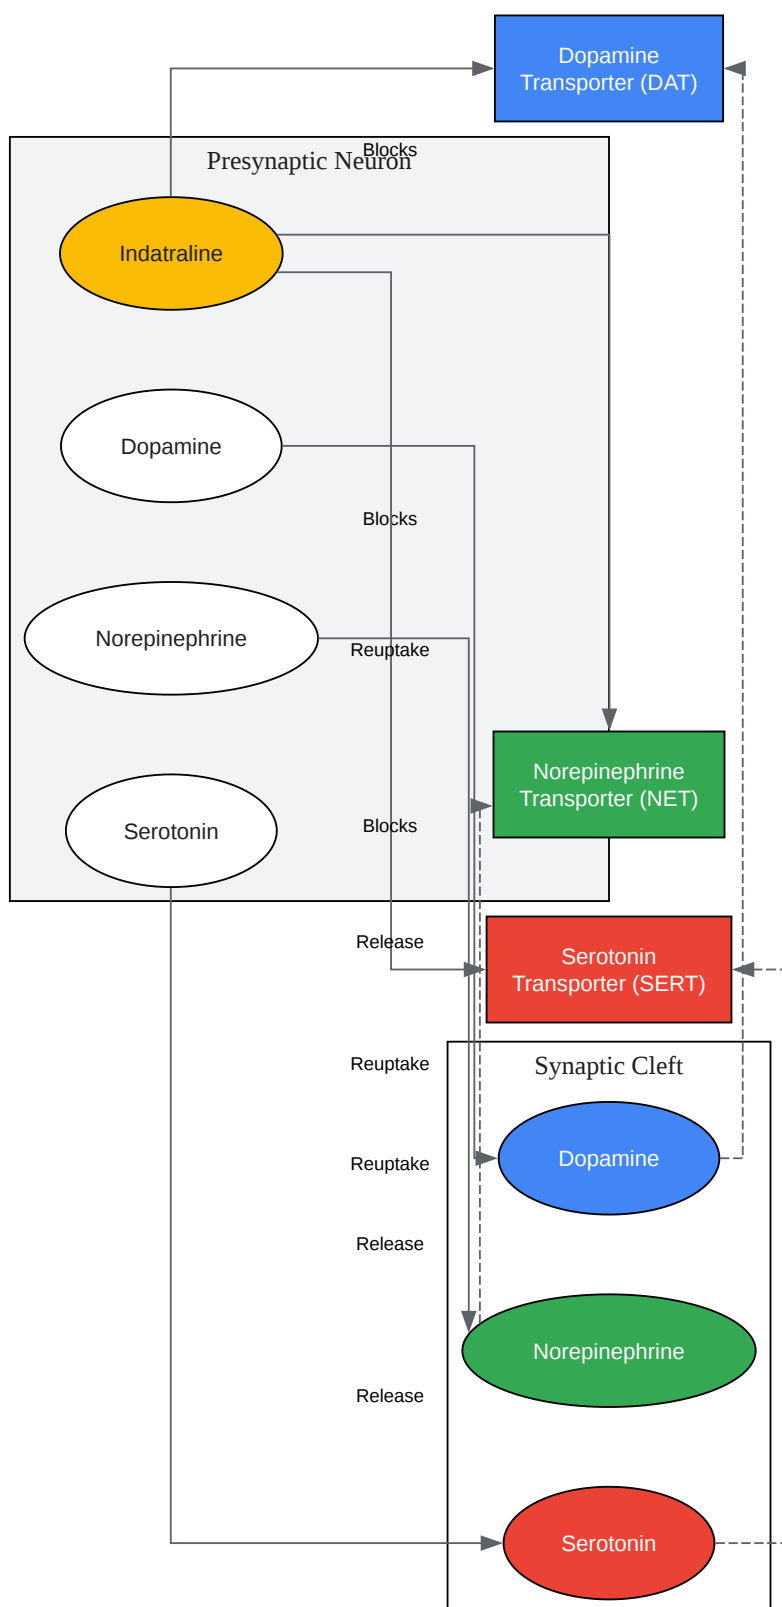 Dopamine
Transporter (DAT)
Blocks
Presynaptic Neuron
Indatraline
Dopamine
Blocks
Norepinephrine
Reuptake
Norepinephrine
Transporter (NET)
Serotonin
Blocks
Release
Serotonin
Transporter (SERT)
Reuptake
Synaptic Cleft
Dopamine
Reuptake
Release
Norepinephrine
Release
Serotonin